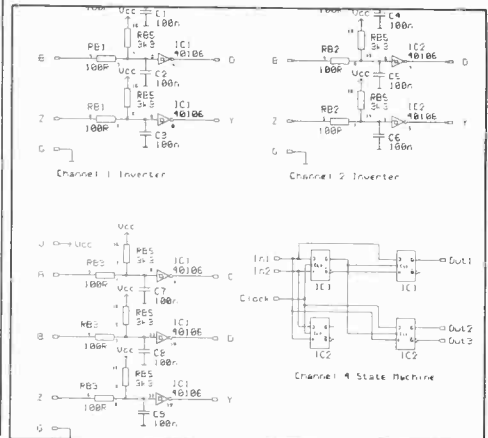 C1
100n
Vcc
RB5
3k3
IC1
40106
B
RB1
100R
D
Vcc
C2
100n
RB5
3k3
IC1
40106
Z
RB1
100R
Y
C3
100n
G
Channel 1 Inverter
C4
100n
Vcc
RB5
3k3
IC2
40106
B
RB2
100R
D
Vcc
C5
100n
RB5
3k3
IC2
40106
Z
RB2
100R
Y
C6
100n
G
Channel 2 Inverter
J
Vcc
Vcc
RB5
3k3
IC1
40106
A
RB3
100R
C
Vcc
C7
100n
RB5
3k3
IC1
40106
B
RB3
100R
D
Vcc
C8
100n
RB5
3k3
IC1
40106
Z
RB3
100R
Y
C9
100n
G
In1
In2
Clock
IC1
IC1
IC2
IC2
Out1
Out2
Out3
Channel 4 State Machine